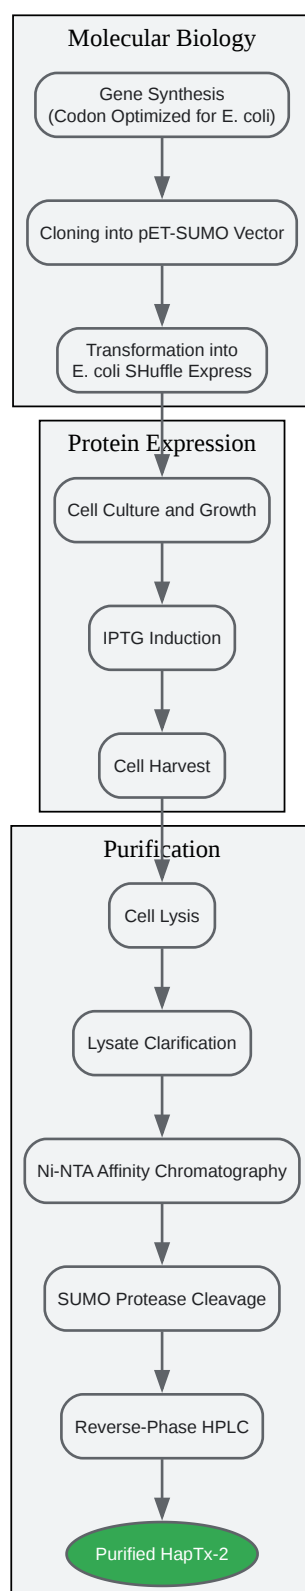 Molecular Biology
Gene Synthesis
(Codon Optimized for E. coli)
Cloning into pET-SUMO Vector
Transformation into
E. coli SHuffle Express
Protein Expression
Cell Culture and Growth
IPTG Induction
Cell Harvest
Purification
Cell Lysis
Lysate Clarification
Ni-NTA Affinity Chromatography
SUMO Protease Cleavage
Reverse-Phase HPLC
Purified HapTx-2